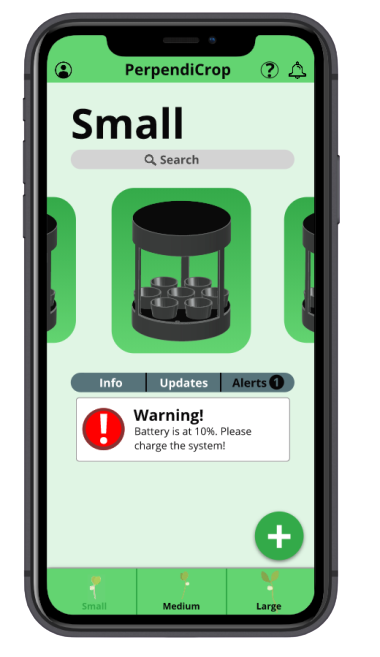 PerpendiCrop
?
Small
Search
Info Updates Alerts 1
!
Warning!
Battery is at 10%. Please
charge the system!
+
Small Medium Large